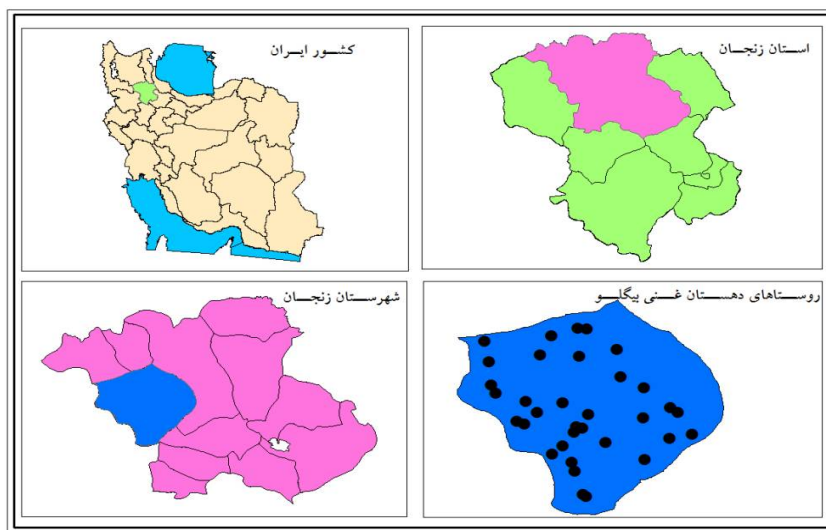 کشور ایران
استان زنجان
شهرستان زنجان
روستاهای دهستان غنی بیگلو